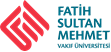 FATİH
SULTAN
MEHMET
VAKIF ÜNİVERSİTESİ